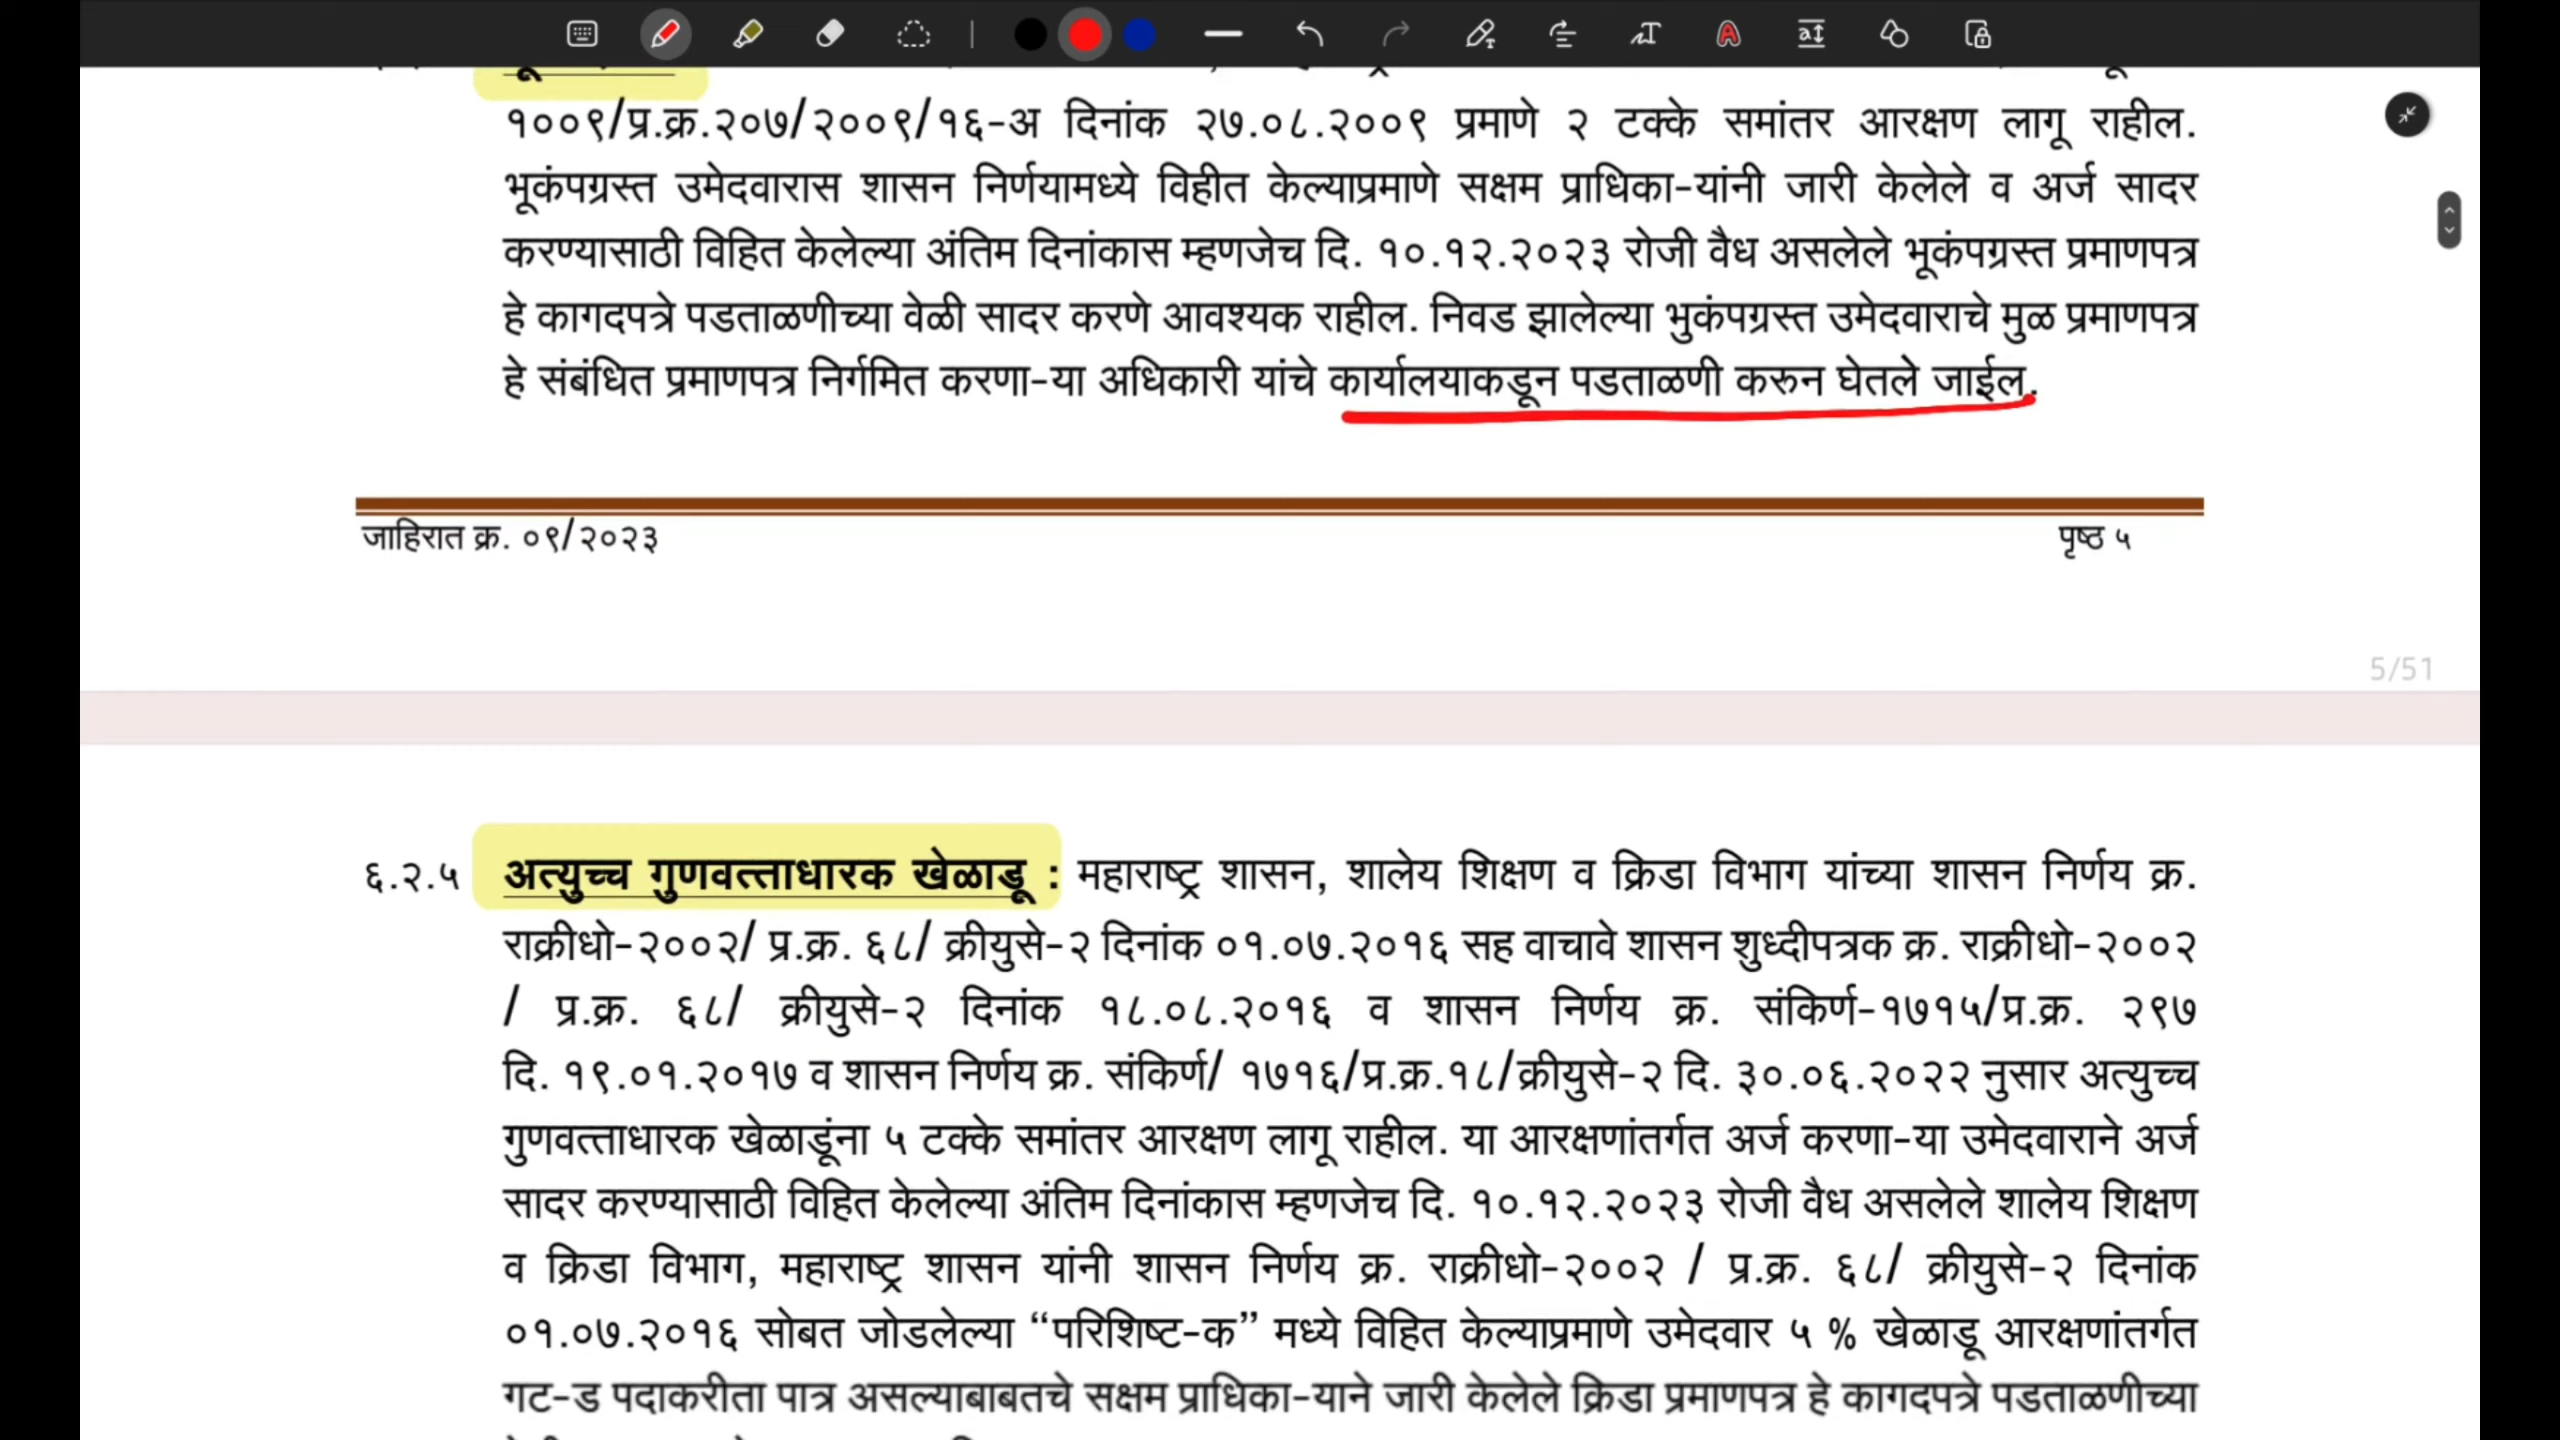 १००९/प्र.क्र.२०७/२००९/१६-अ दिनांक २७.०८.२००९ प्रमाणे २ टक्के समांतर आरक्षण लागू राहील.
भूकंपग्रस्त उमेदवारास शासन निर्णयामध्ये विहीत केल्याप्रमाणे सक्षम प्राधिका-यांनी जारी केलेले व अर्ज सादर
करण्यासाठी विहित केलेल्या अंतिम दिनांकास म्हणजेच दि. १०.१२.२०२३ रोजी वैध असलेले भूकंपग्रस्त प्रमाणपत्र
हे कागदपत्रे पडताळणीच्या वेळी सादर करणे आवश्यक राहील. निवड झालेल्या भुकंपग्रस्त उमेदवाराचे मुळ प्रमाणपत्र
हे संबंधित प्रमाणपत्र निर्गमित करणा-या अधिकारी यांचे कार्यालयाकडून पडताळणी करुन घेतले जाईल.
जाहिरात क्र. ०९/२०२३ पृष्ठ ५
5/51
६.२.५ अत्युच्च गुणवत्ताधारक खेळाडू : महाराष्ट्र शासन, शालेय शिक्षण व क्रिडा विभाग यांच्या शासन निर्णय क्र.
राक्रीधो-२००२/ प्र.क्र. ६८/ क्रीयुसे-२ दिनांक ०१.०७.२०१६ सह वाचावे शासन शुध्दीपत्रक क्र. राक्रीधो-२००२
/ प्र.क्र. ६८/ क्रीयुसे-२ दिनांक १८.०८.२०१६ व शासन निर्णय क्र. संकिर्ण-१७१५/प्र.क्र. २९७
दि. १९.०१.२०१७ व शासन निर्णय क्र. संकिर्ण/ १७१६/प्र.क्र.१८/क्रीयुसे-२ दि. ३०.०६.२०२२ नुसार अत्युच्च
गुणवत्ताधारक खेळाडूंना ५ टक्के समांतर आरक्षण लागू राहील. या आरक्षणांतर्गत अर्ज करणा-या उमेदवाराने अर्ज
सादर करण्यासाठी विहित केलेल्या अंतिम दिनांकास म्हणजेच दि. १०.१२.२०२३ रोजी वैध असलेले शालेय शिक्षण
व क्रिडा विभाग, महाराष्ट्र शासन यांनी शासन निर्णय क्र. राक्रीधो-२००२ / प्र.क्र. ६८/ क्रीयुसे-२ दिनांक
०१.०७.२०१६ सोबत जोडलेल्या “परिशिष्ट-क” मध्ये विहित केल्याप्रमाणे उमेदवार ५ % खेळाडू आरक्षणांतर्गत
गट-ड पदाकरीता पात्र असल्याबाबतचे सक्षम प्राधिका-याने जारी केलेले क्रिडा प्रमाणपत्र हे कागदपत्रे पडताळणीच्या